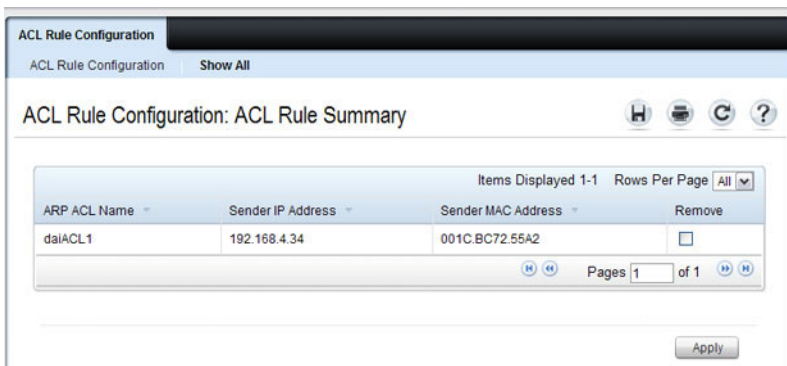 ACL Rule Configuration
ACL Rule Configuration Show All
ACL Rule Configuration: ACL Rule Summary
Items Displayed 1-1 Rows Per Page All
ARP ACL Name Sender IP Address Sender MAC Address Remove
daiACL1 192.168.4.34 001C.BC72.55A2
Pages 1 of 1
Apply